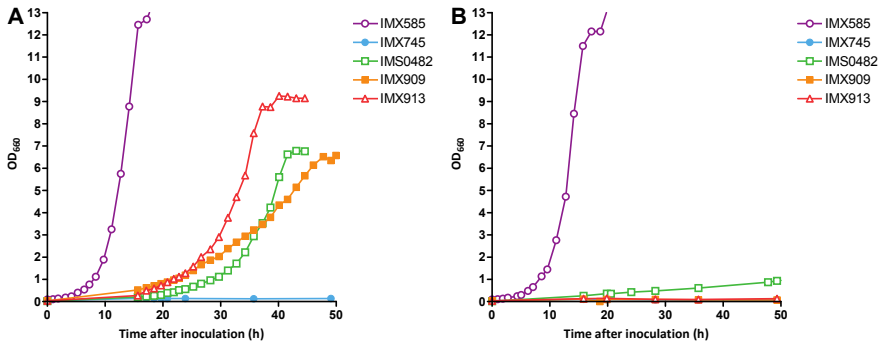 A
13
12
11
10
9
8
7
6
5
4
3
2
1
0
OD660
0
10
20
30
40
50
Time after inoculation (h)
IMX585
IMX745
IMS0482
IMX909
IMX913
B
13
12
11
10
9
8
7
6
5
4
3
2
1
0
OD660
0
10
20
30
40
50
Time after inoculation (h)
IMX585
IMX745
IMS0482
IMX909
IMX913